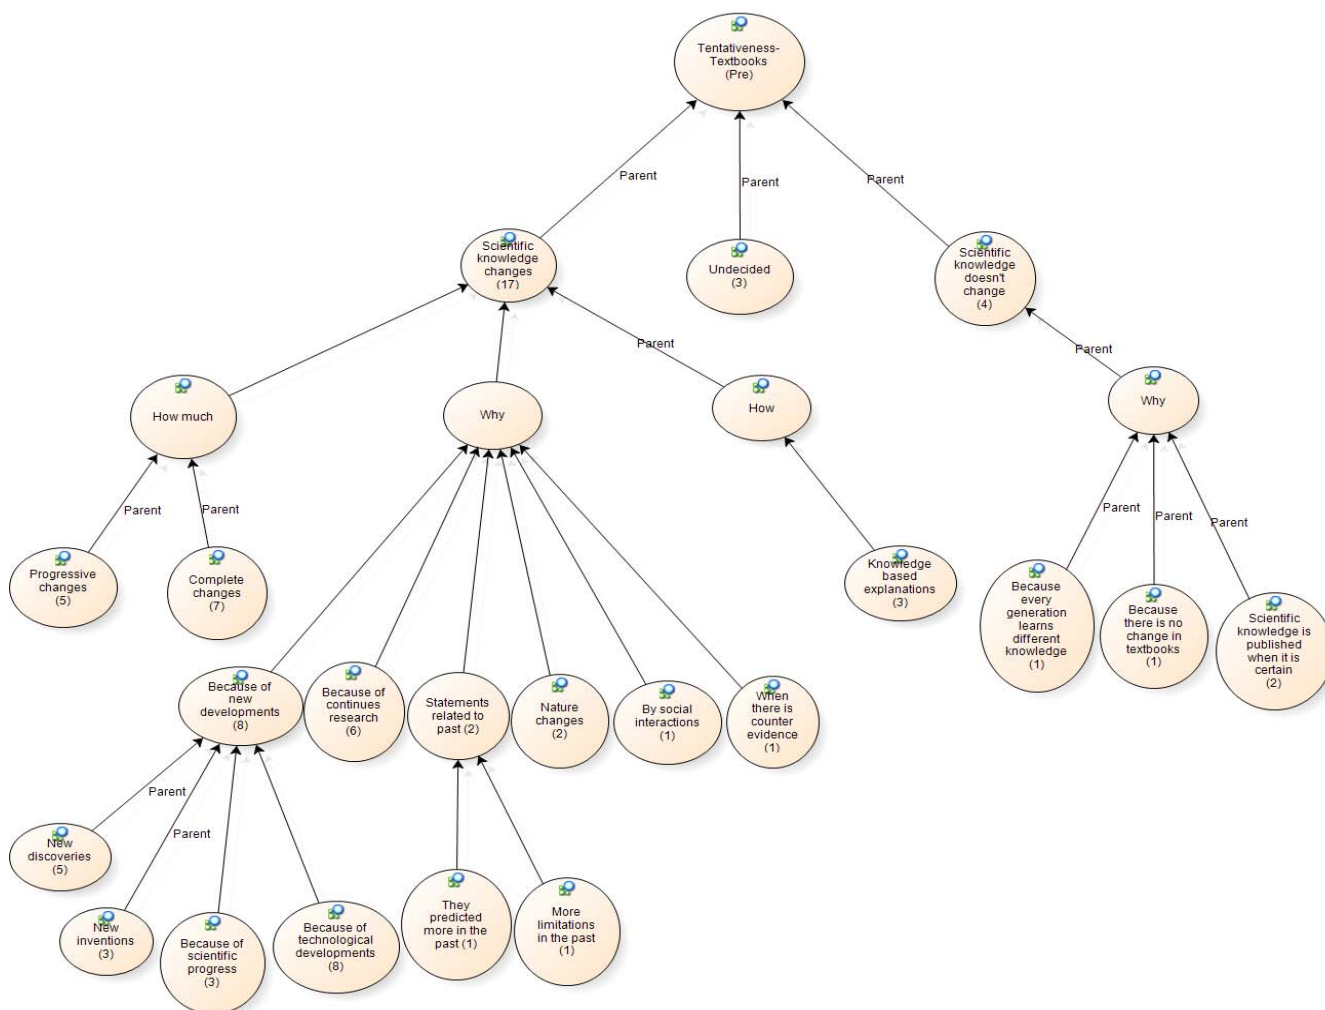 Tentativeness-
Textbooks
(Pre)
Parent
Parent
Parent
Scientific
knowledge
changes
(17)
Undecided
(3)
Scientific
knowledge
doesn't
change
(4)
Parent
Parent
How much
Why
How
Why
Parent
Parent
Parent
Parent
Parent
Progressive
changes
(5)
Complete
changes
(7)
Knowledge
based
explanations
(3)
Because
every
generation
learns
different
knowledge
(1)
Because
there is no
change in
textbooks
(1)
Scientific
knowledge is
published
when it is
certain
(2)
Because of
new
developments
(8)
Because of
continues
research
(6)
Statements
related to
past (2)
Nature
changes
(2)
By social
interactions
(1)
When
there is
counter
evidence
(1)
Parent
Parent
New
discoveries
(5)
New
inventions
(3)
Because of
scientific
progress
(3)
Because of
technological
developments
(8)
They
predicted
more in the
past (1)
More
limitations
in the past
(1)